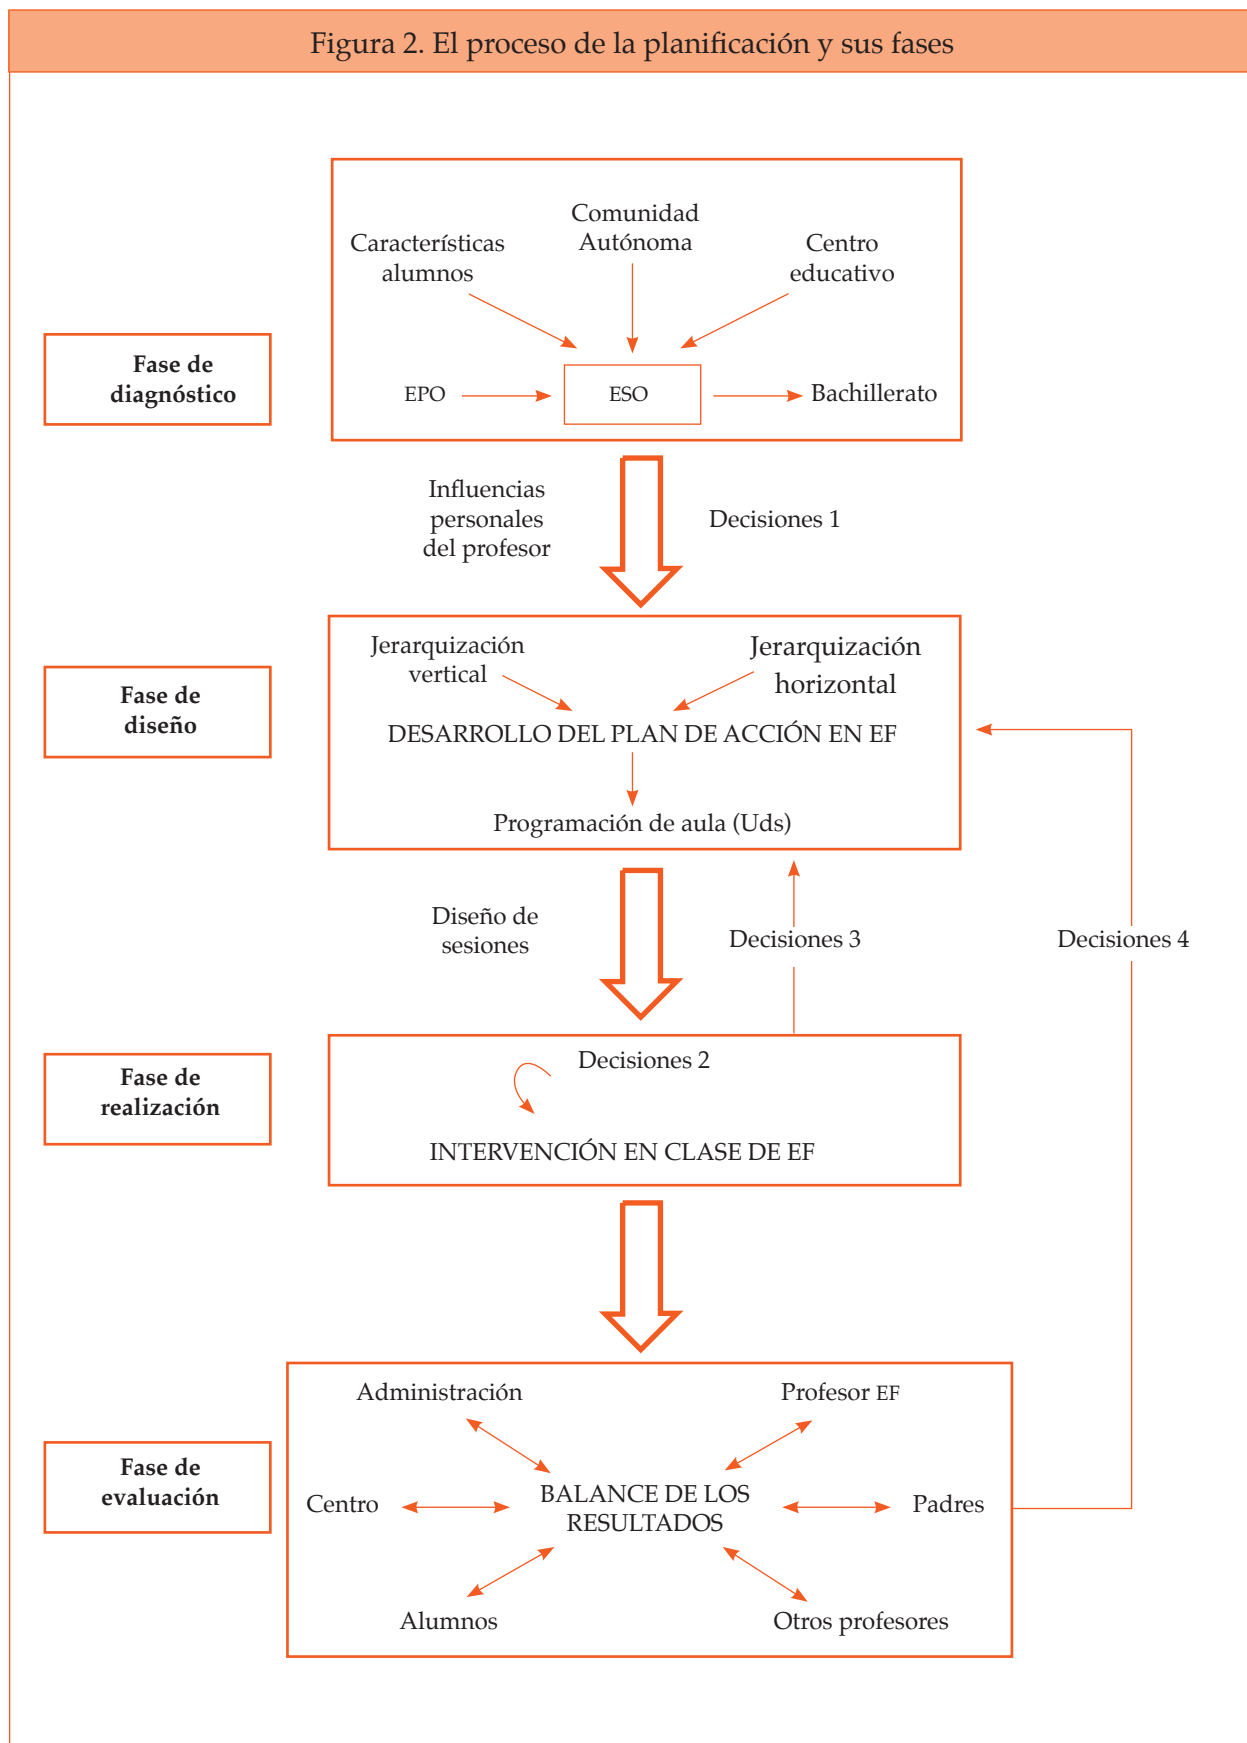 Figura 2. El proceso de la planificación y sus fases
Comunidad
Autónoma
Característícas
alumnos
Centro
educativo
Fase de
diagnóstico
EPO
ESO
Bachillerato
Influencias
personales
del profesor
Decisiones 1
Jerarquización
vertical
Jerarquización
horizontal
Fase de
diseño
DESARROLLO DEL PLAN DE ACCIÓN EN EF
Programación de aula (Uds)
Diseño de
sesiones
Decisiones 3
Decisiones 4
Fase de
realización
Decisiones 2
INTERVENCIÓN EN CLASE DE EF
Administración
Profesor EF
Fase de
evaluación
Centro
BALANCE DE LOS
RESULTADOS
Padres
Alumnos
Otros profesores